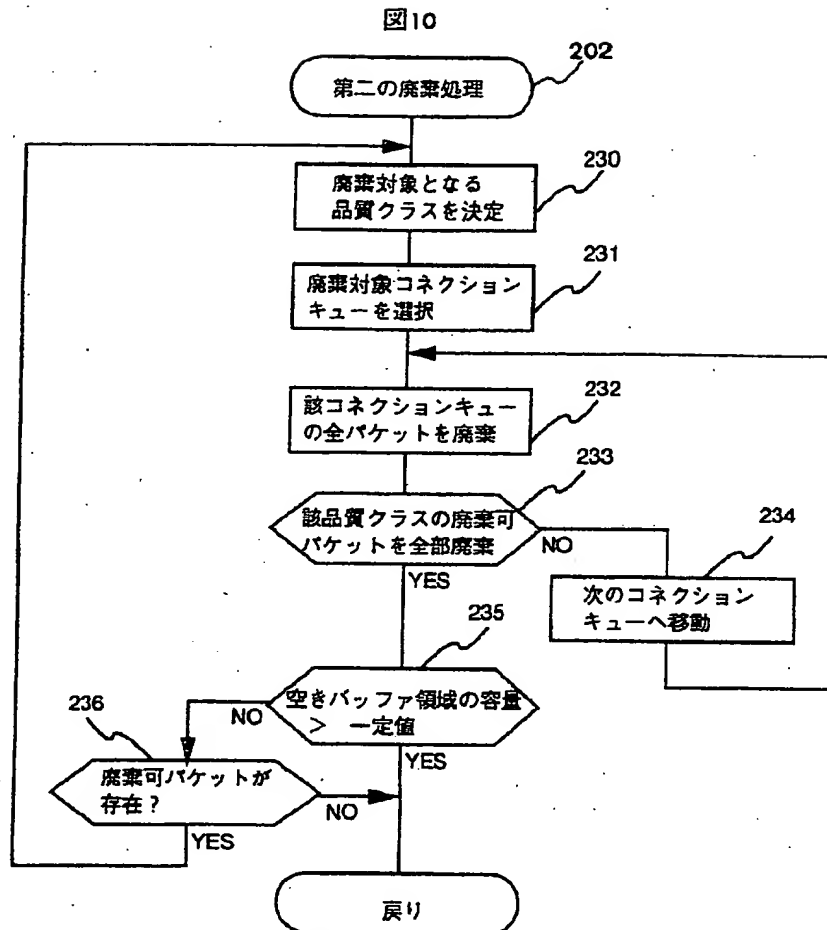 図10
202
第二の廃棄処理
230
廃棄対象となる
品質クラスを決定
231
廃棄対象コネクション
キューを選択
232
該コネクションキュー
の全パケットを廃棄
233
該品質クラスの廃棄可
パケットを全部廃棄
NO
YES
234
次のコネクション
キューへ移動
235
空きバッファ領域の容量
> 一定値
NO
YES
236
廃棄可パケットが
存在?
NO
YES
戻り